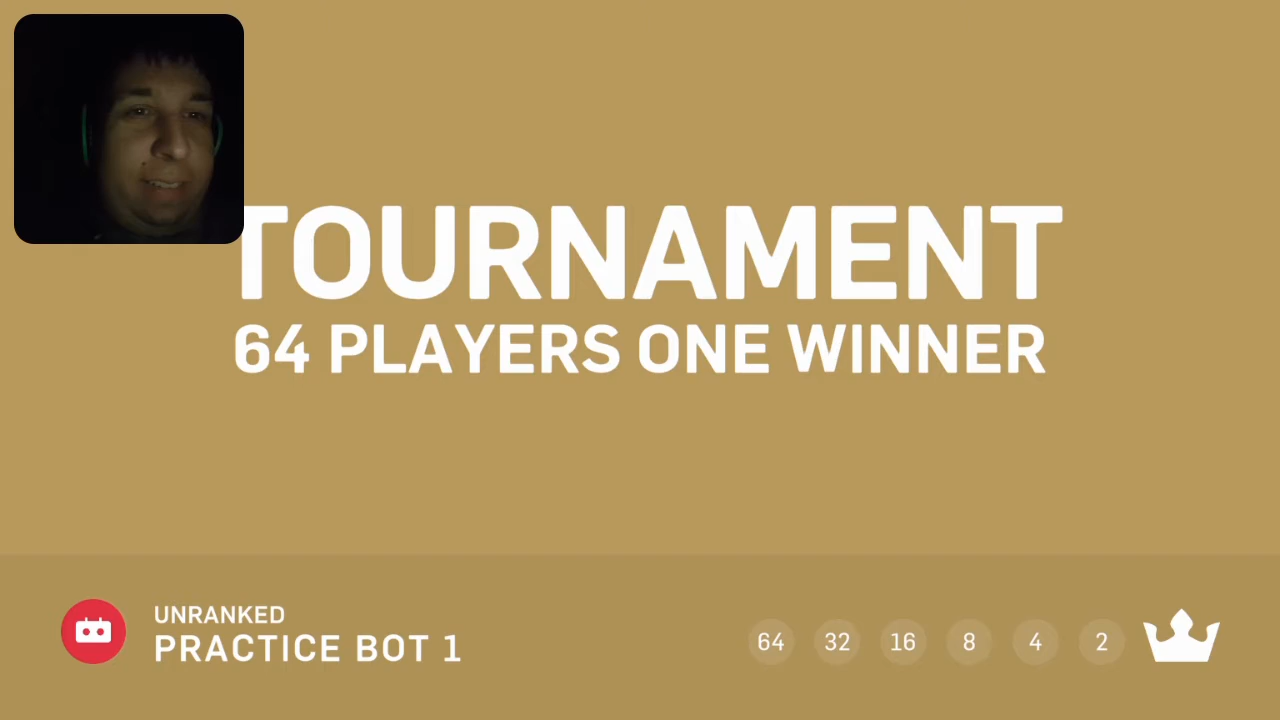 TOURNAMENT
64 PLAYERS ONE WINNER
UNRANKED
PRACTICE BOT 1
64 32 16 8 4 2